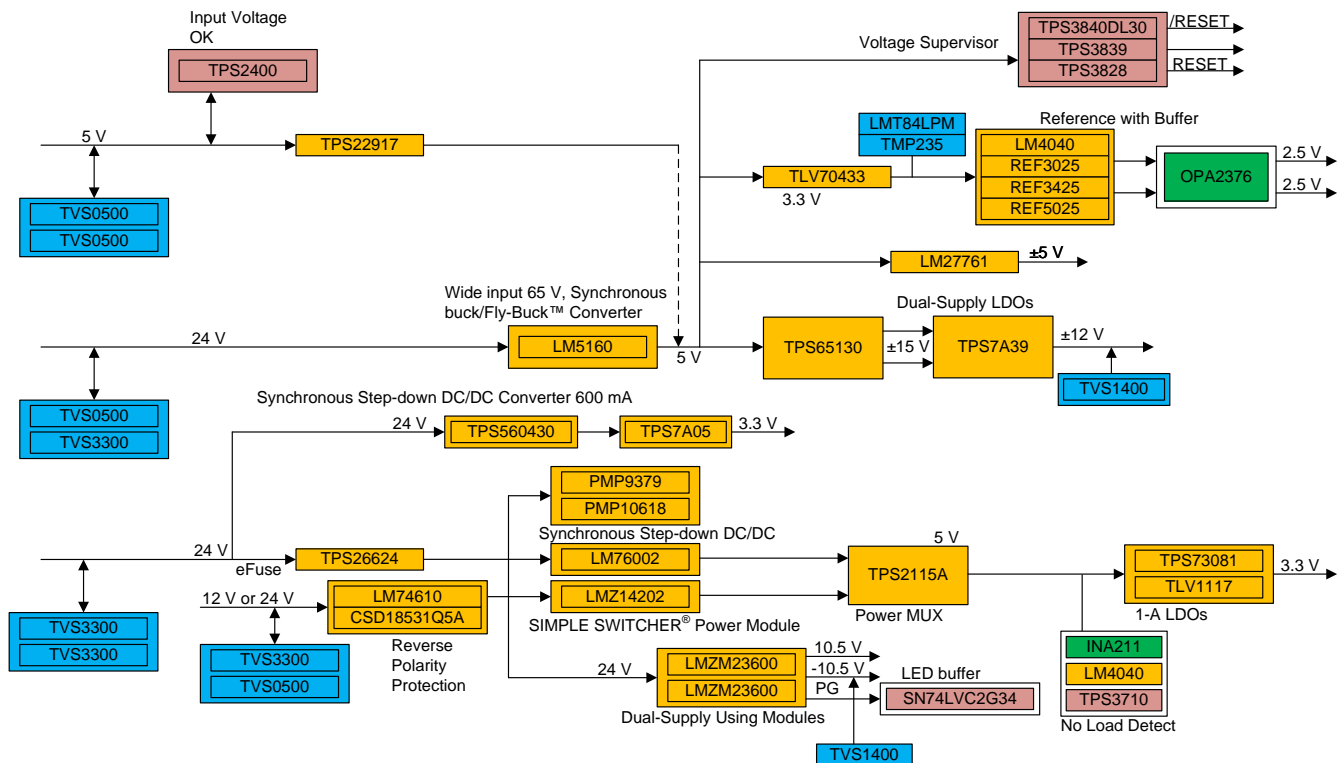 Input Voltage
OK
TPS2400
5 V
TPS22917
TVS0500
TVS0500
Voltage Supervisor
TPS3840DL30
TPS3839
TPS3828
/RESET
RESET
LMT84LPM
TMP235
TLV70433
3.3 V
Reference with Buffer
LM4040
REF3025
REF3425
REF5025
OPA2376
2.5 V
2.5 V
LM27761
±5 V
Wide input 65 V, Synchronous
buck/Fly-Buck™ Converter
24 V
LM5160
5 V
TVS0500
TVS3300
Dual-Supply LDOs
TPS65130
±15 V
TPS7A39
±12 V
TVS1400
Synchronous Step-down DC/DC Converter 600 mA
24 V
TPS560430
TPS7A05
3.3 V
PMP9379
PMP10618
24 V
eFuse
TPS26624
TVS3300
TVS3300
Synchronous Step-down DC/DC
LM76002
12 V or 24 V
LM74610
CSD18531Q5A
Reverse
Polarity
Protection
TVS3300
TVS0500
LMZ14202
SIMPLE SWITCHER® Power Module
5 V
TPS2115A
Power MUX
TPS73081
TLV1117
3.3 V
1-A LDOs
INA211
LM4040
TPS3710
No Load Detect
24 V
LMZM23600
LMZM23600
Dual-Supply Using Modules
10.5 V
-10.5 V
PG
LED buffer
SN74LVC2G34
TVS1400